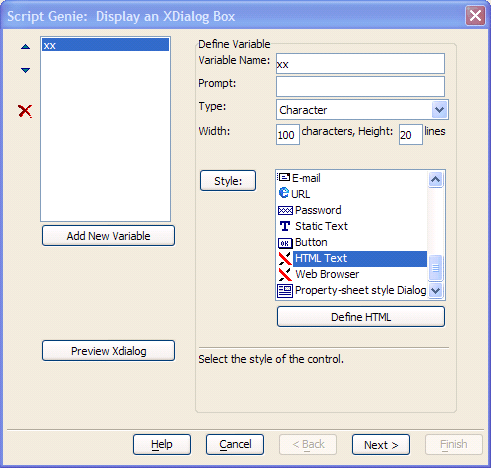 Script Genie:  Display an XDialog Box
xx
Add New Variable
Preview Xdialog
Define Variable
Variable Name: xx
Prompt:
Type: Character
Width: 100 characters, Height: 20 lines
Style:
E-mail
URL
Password
Static Text
Button
HTML Text
Web Browser
Property-sheet style Dialog
Define HTML
Select the style of the control.
Help Cancel < Back Next > Finish